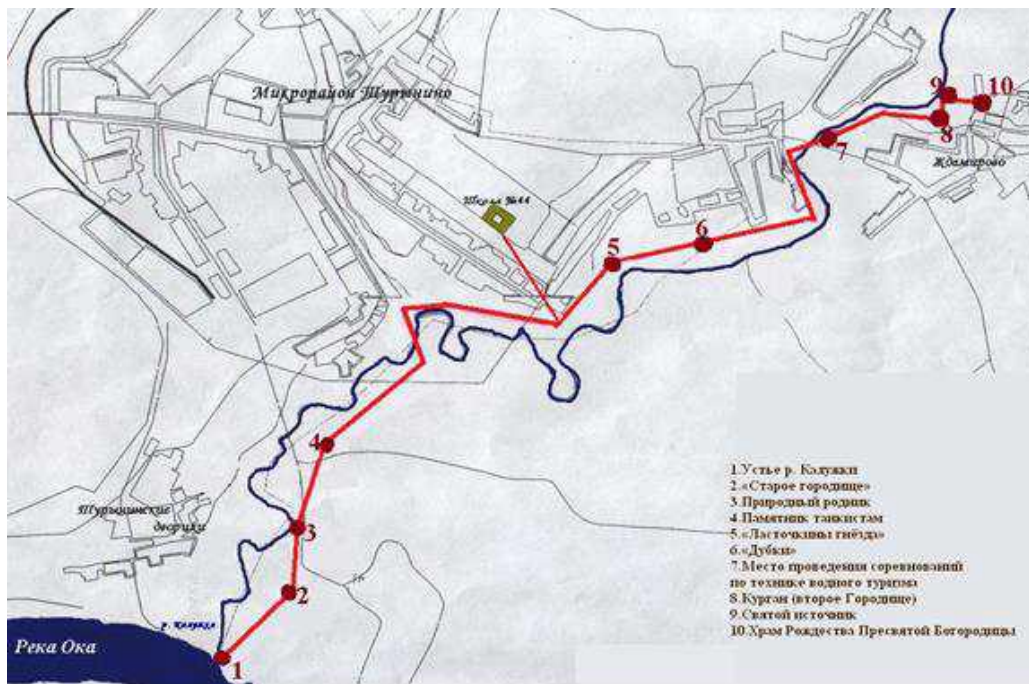 9
10
Микрорайон Турынино
8
7
Ждамирово
Школа №44
6
5
4
1.Устье р. Калужки
2.«Старое городище»
3.Природный родник
4.Памятник танкистам
5.«Ласточкины гнёзда»
6.«Дубки»
7.Место проведения соревнований
по технике водного туризма
8.Курган (второе Городище)
9.Святой источник
10.Храм Рождества Пресвятой Богородицы
Турынинские
дворики
3
2
р. Калужка
Река Ока
1